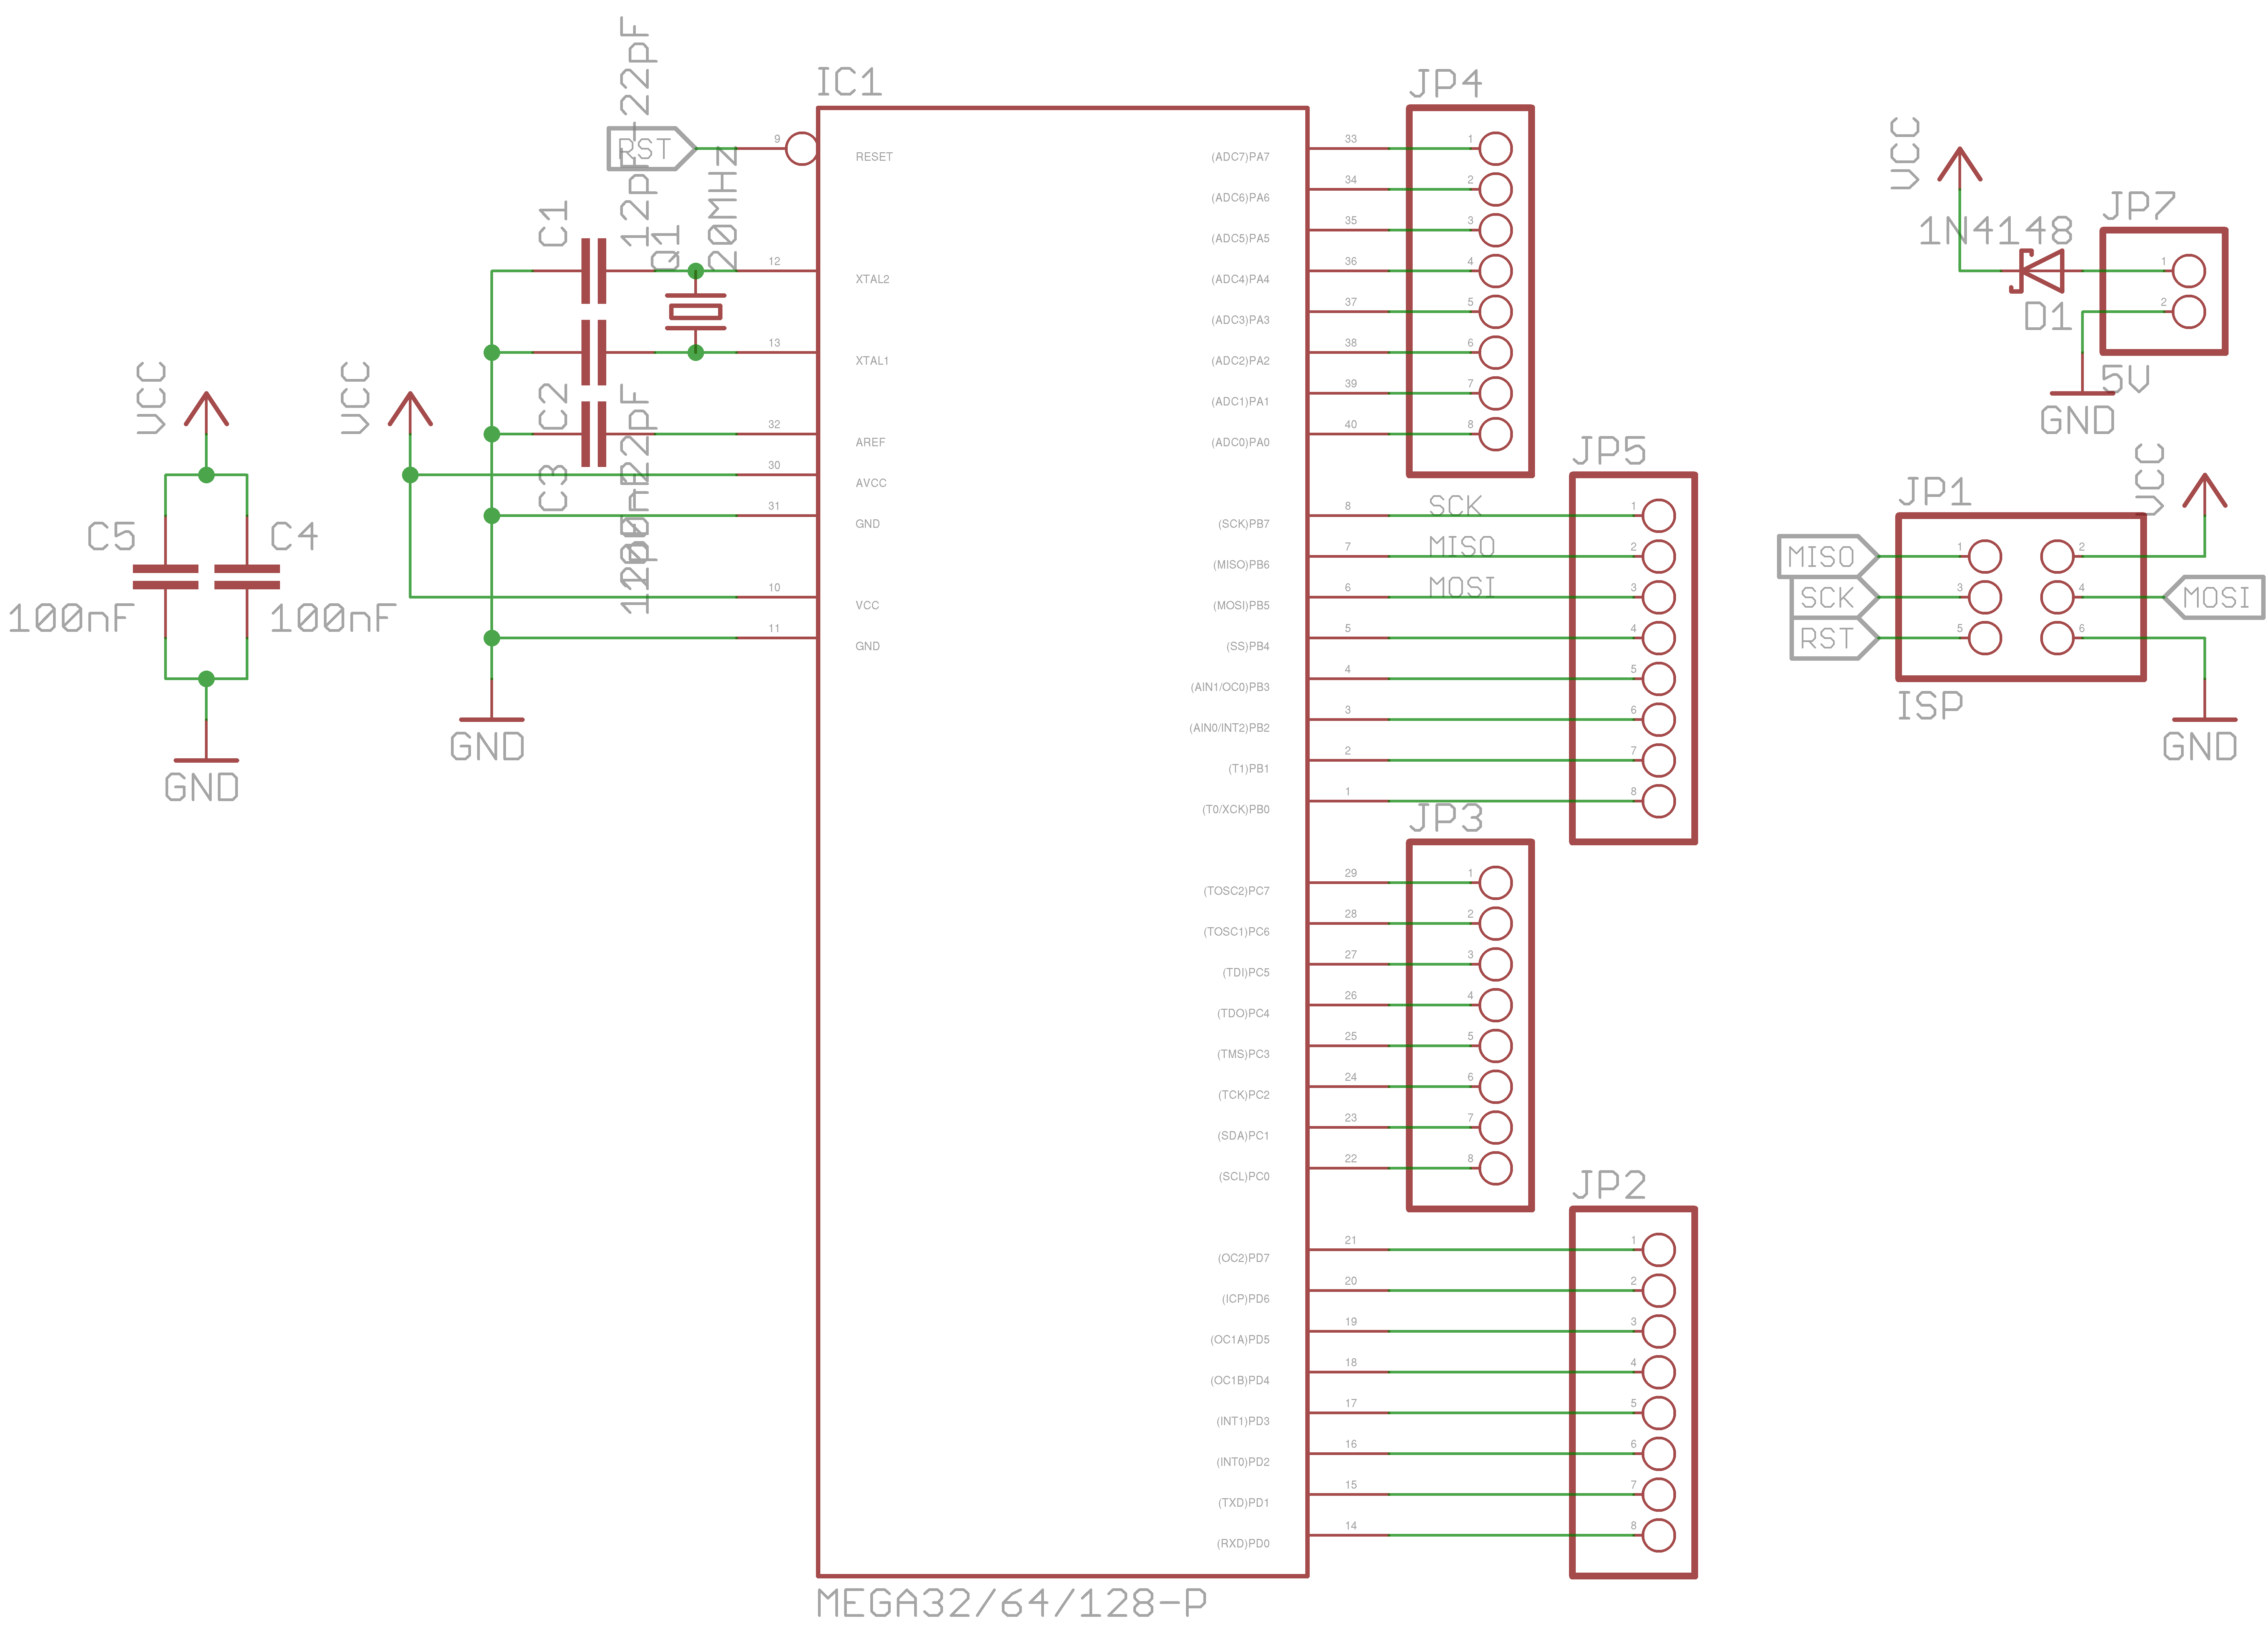 IC1
RST
9
RESET
C1
12pF-22pF
Q1
20MHz
12
XTAL2
13
XTAL1
C2
12pF-22pF
32
AREF
C3
100nF
30
AVCC
31
GND
10
VCC
11
GND
VCC
VCC
C5
C4
100nF
100nF
GND
GND
MEGA32/64/128-P
JP4
(ADC7)PA7 33 1
(ADC6)PA6 34 2
(ADC5)PA5 35 3
(ADC4)PA4 36 4
(ADC3)PA3 37 5
(ADC2)PA2 38 6
(ADC1)PA1 39 7
(ADC0)PA0 40 8
JP5
(SCK)PB7 8 SCK 1
(MISO)PB6 7 MISO 2
(MOSI)PB5 6 MOSI 3
(SS)PB4 5 4
(AIN1/OC0)PB3 4 5
(AIN0/INT2)PB2 3 6
(T1)PB1 2 7
(T0/XCK)PB0 1 8
JP3
(TOSC2)PC7 29 1
(TOSC1)PC6 28 2
(TDI)PC5 27 3
(TDO)PC4 26 4
(TMS)PC3 25 5
(TCK)PC2 24 6
(SDA)PC1 23 7
(SCL)PC0 22 8
JP2
(OC2)PD7 21 1
(ICP)PD6 20 2
(OC1A)PD5 19 3
(OC1B)PD4 18 4
(INT1)PD3 17 5
(INT0)PD2 16 6
(TXD)PD1 15 7
(RXD)PD0 14 8
VCC
1N4148
D1
JP7
1
2
5V
GND
VCC
JP1
MISO 1 2
SCK 3 4 MOSI
RST 5 6
ISP
GND